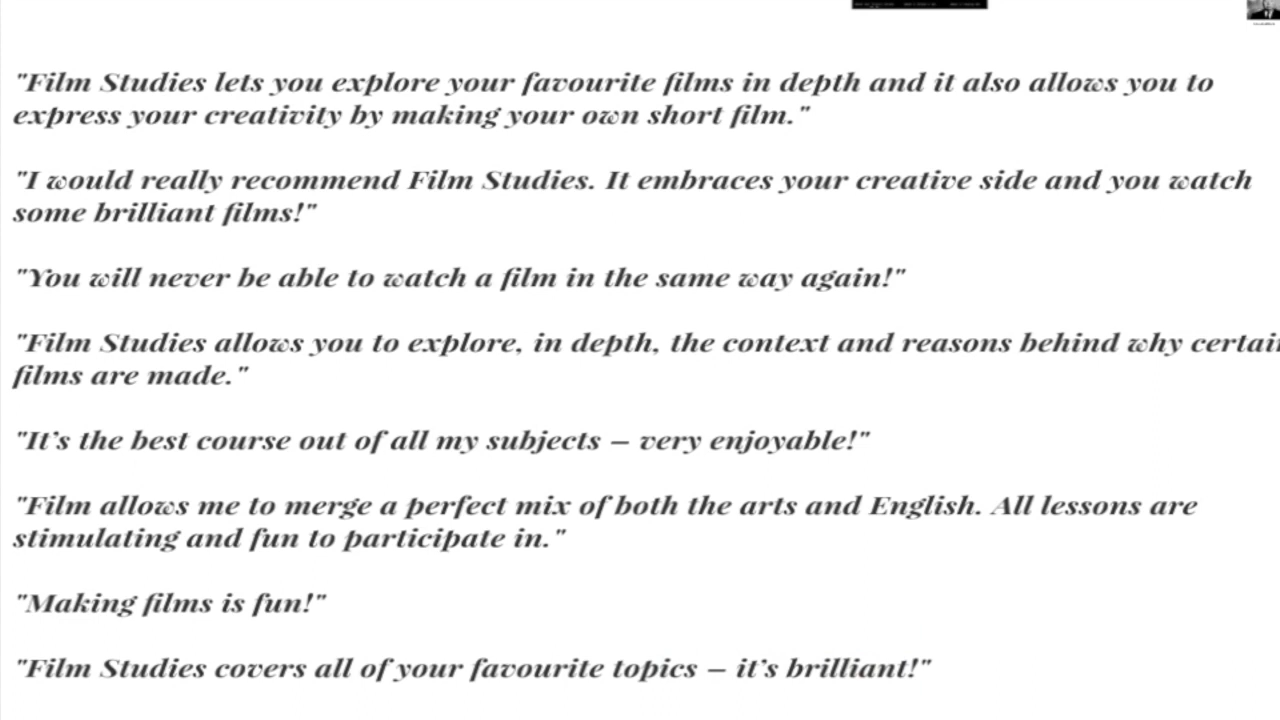 "Film Studies lets you explore your favourite films in depth and it also allows you to
express your creativity by making your own short film."
"I would really recommend Film Studies. It embraces your creative side and you watch
some brilliant films!"
"You will never be able to watch a film in the same way again!"
"Film Studies allows you to explore, in depth, the context and reasons behind why certain
films are made."
"It’s the best course out of all my subjects – very enjoyable!"
"Film allows me to merge a perfect mix of both the arts and English. All lessons are
stimulating and fun to participate in."
"Making films is fun!"
"Film Studies covers all of your favourite topics – it’s brilliant!"